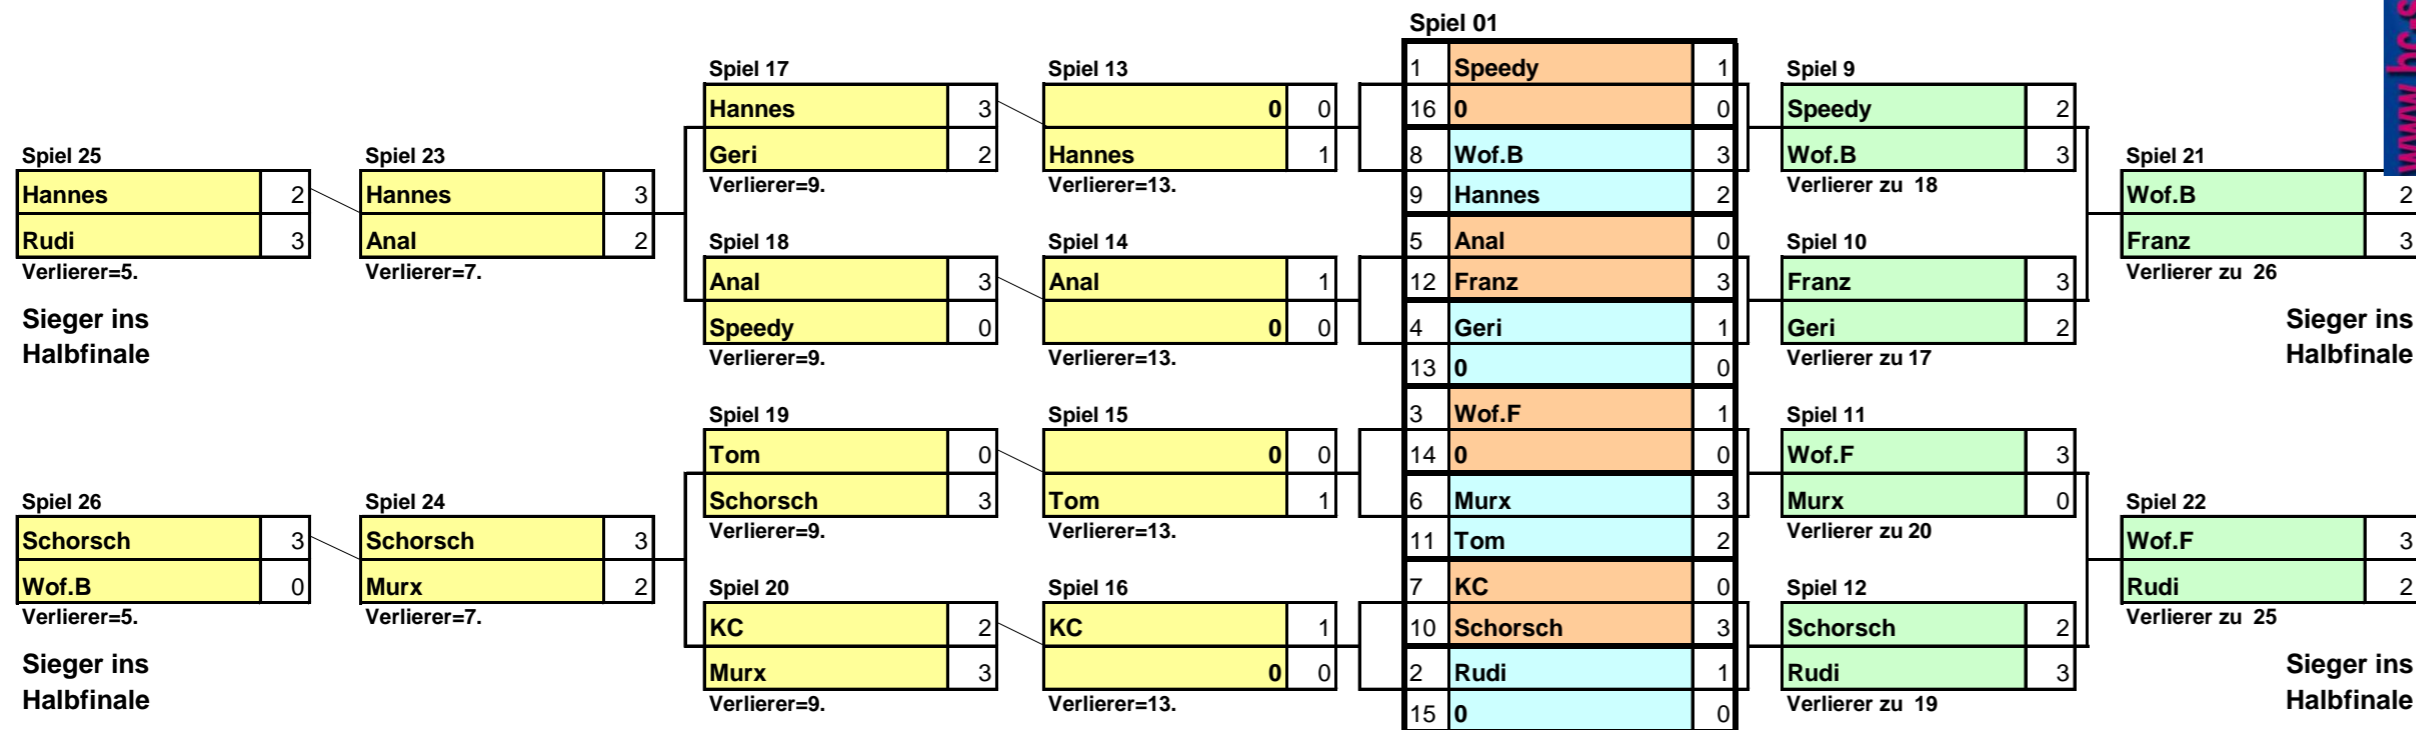 Spiel 01
1 Speedy 1
16 0 0
8 Wof.B 3
9 Hannes 2
5 Anal 0
12 Franz 3
4 Geri 1
13 0 0
3 Wof.F 1
14 0 0
6 Murx 3
11 Tom 2
7 KC 0
10 Schorsch 3
2 Rudi 1
15 0 0
Spiel 25
Hannes 2
Rudi 3
Verlierer=5.
Sieger ins
Halbfinale
Spiel 26
Schorsch 3
Wof.B 0
Verlierer=5.
Sieger ins
Halbfinale
Spiel 23
Hannes 3
Anal 2
Verlierer=7.
Spiel 24
Schorsch 3
Murx 2
Verlierer=7.
Spiel 17
Hannes 3
Geri 2
Verlierer=9.
Spiel 18
Anal 3
Speedy 0
Verlierer=9.
Spiel 19
Tom 0
Schorsch 3
Verlierer=9.
Spiel 20
KC 2
Murx 3
Verlierer=9.
Spiel 13
0 0
Hannes 1
Verlierer=13.
Spiel 14
Anal 1
0 0
Verlierer=13.
Spiel 15
0 0
Tom 1
Verlierer=13.
Spiel 16
KC 1
0 0
Verlierer=13.
Spiel 9
Speedy 2
Wof.B 3
Verlierer zu 18
Spiel 10
Franz 3
Geri 2
Verlierer zu 17
Spiel 11
Wof.F 3
Murx 0
Verlierer zu 20
Spiel 12
Schorsch 2
Rudi 3
Verlierer zu 19
Spiel 21
Wof.B 2
Franz 3
Verlierer zu 26
Sieger ins
Halbfinale
Spiel 22
Wof.F 3
Rudi 2
Verlierer zu 25
Sieger ins
Halbfinale